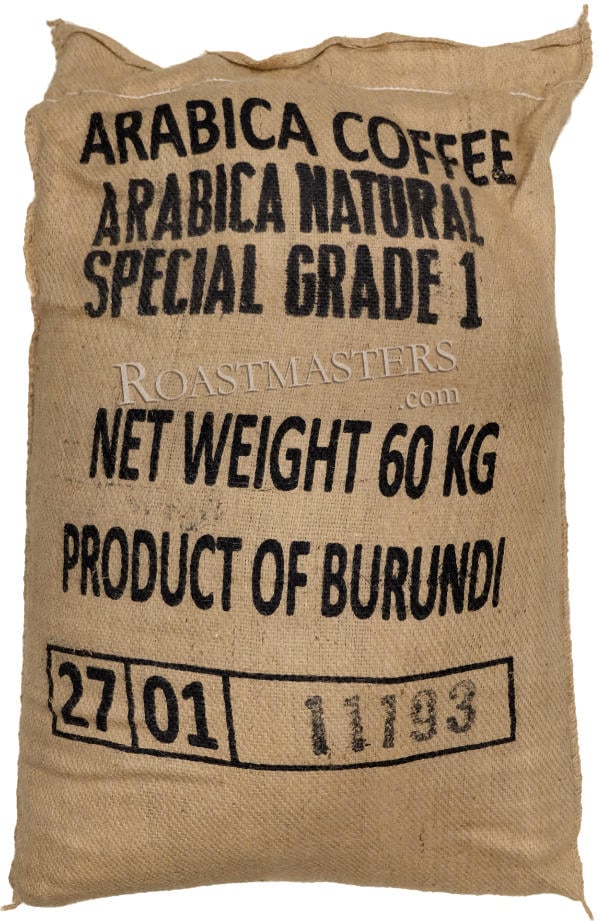 ARABICA COFFEE
ARABICA NATURAL
SPECIAL GRADE 1
ROASTMASTERS
.com
NET WEIGHT 60 KG
PRODUCT OF BURUNDI
27 01 11193